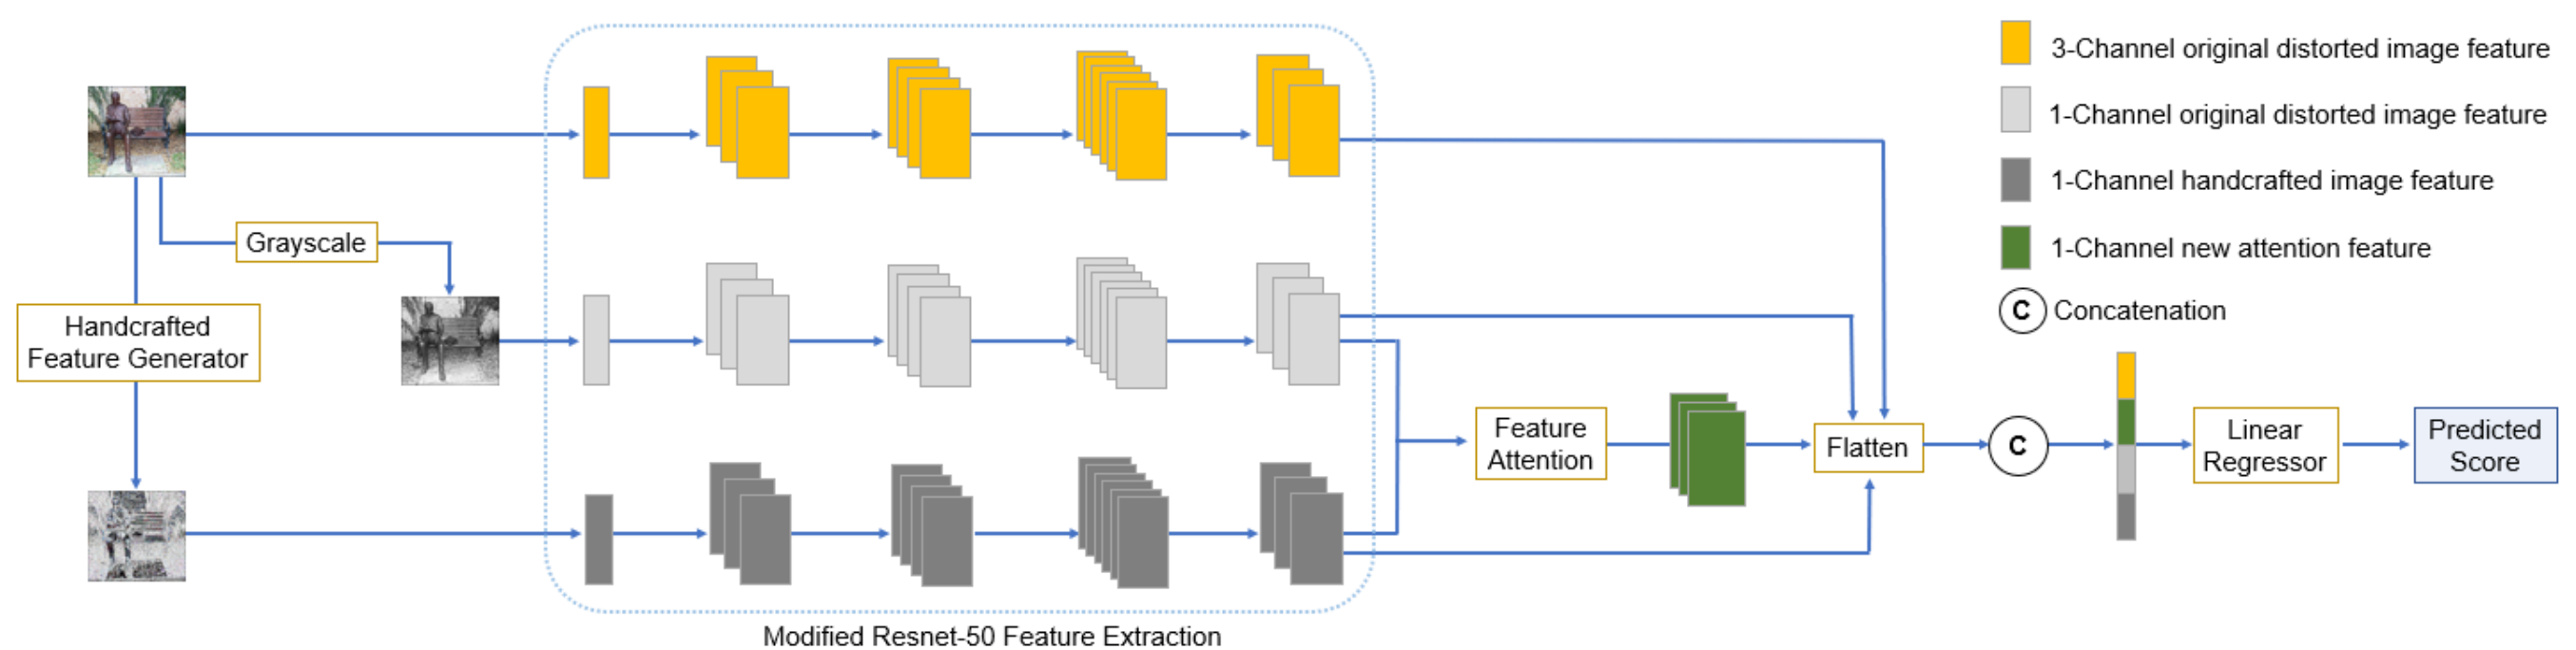 Grayscale
Handcrafted
Feature Generator
Modified Resnet-50 Feature Extraction
Feature
Attention
Flatten
C
Linear
Regressor
Predicted
Score
3-Channel original distorted image feature
1-Channel original distorted image feature
1-Channel handcrafted image feature
1-Channel new attention feature
C Concatenation